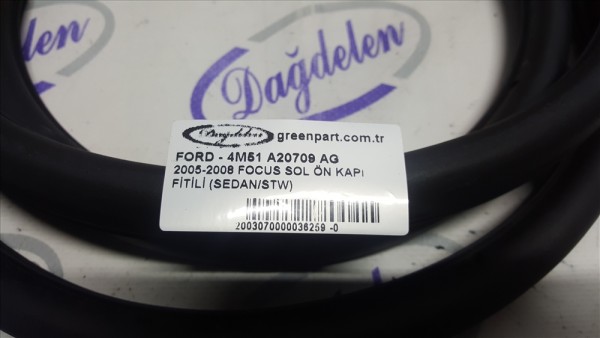 Dağdelen
Dağdelen greenpart.com.tr
FORD - 4M51 A20709 AG
2005-2008 FOCUS SOL ÖN KAPI
FİTİLİ (SEDAN/STW)
2003070000036259 -0